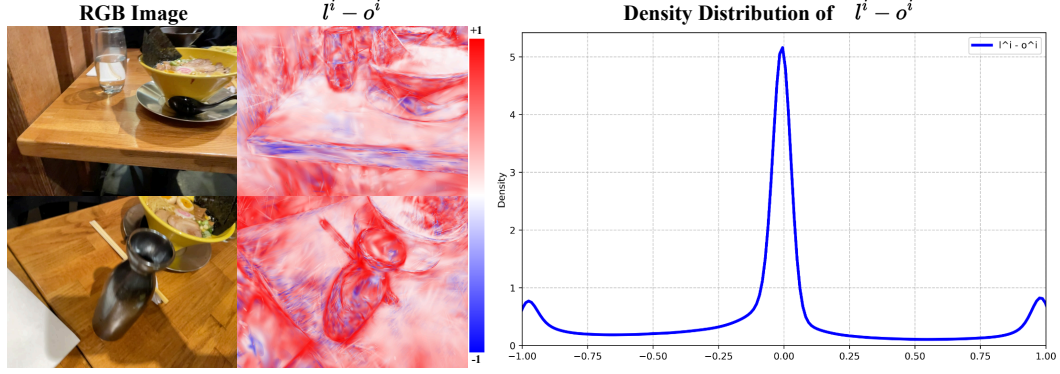 RGB Image
l^i − o^i
Density Distribution of l^i − o^i
+1
-1
l^i - o^i
Density
5
4
3
2
1
0
−1.00 −0.75 −0.50 −0.25 0.00 0.25 0.50 0.75 1.00